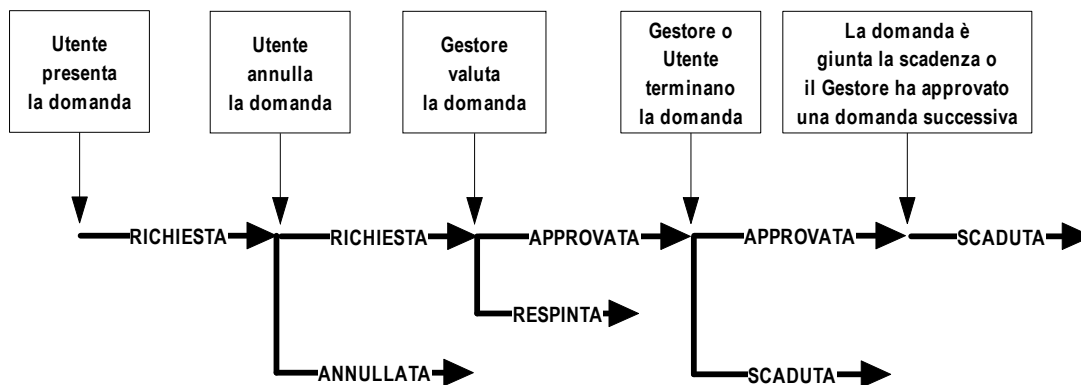 Utente
presenta
la domanda
Utente
annulla
la domanda
Gestore
valuta
la domanda
Gestore o
Utente
terminano
la domanda
La domanda è
giunta la scadenza o
il Gestore ha approvato
una domanda successiva
RICHIESTA
RICHIESTA
APPROVATA
APPROVATA
SCADUTA
RESPINTA
ANNULLATA
SCADUTA